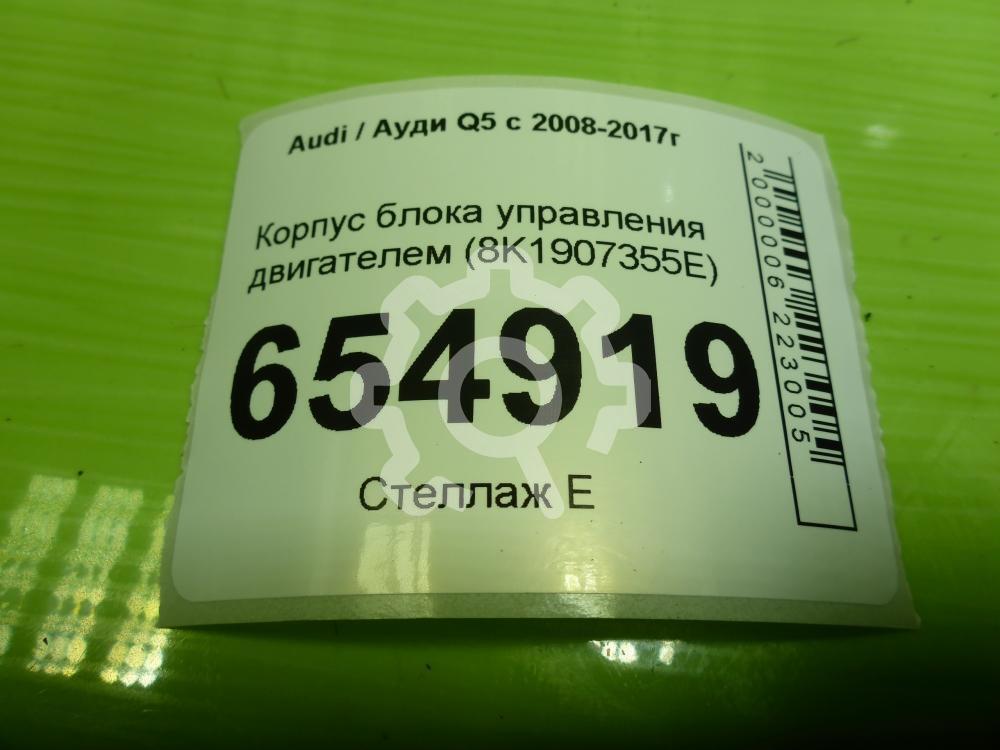 Audi / Ауди Q5 с 2008-2017г
Корпус блока управления
двигателем (8K1907355E)
654919
Стеллаж Е
2000006223005